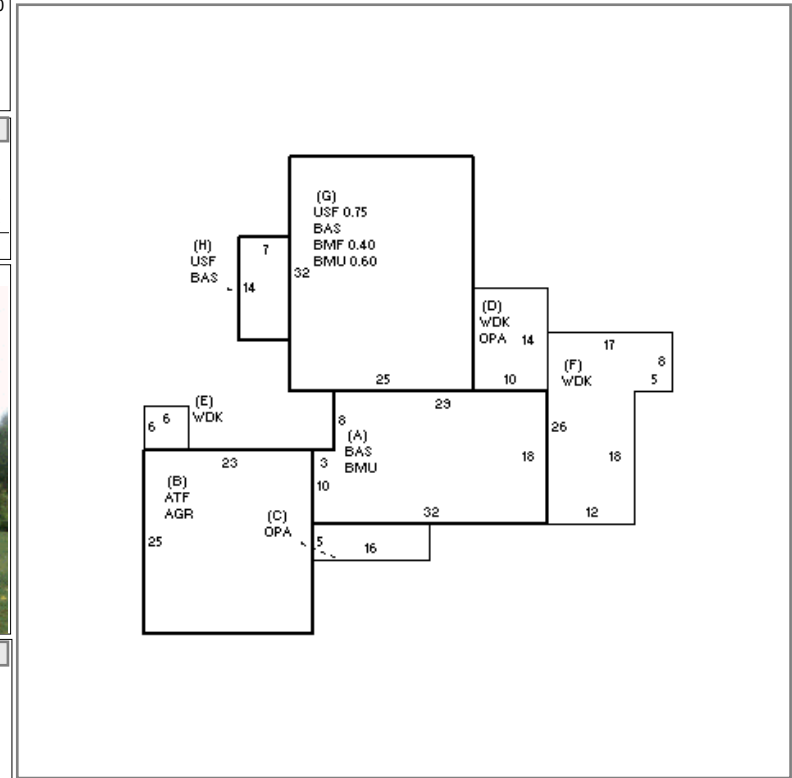 (G)
USF 0.75
BAS
BMF 0.40
BMU 0.60
(H)
USF
BAS
7
14
32
25
(D)
WDK
OPA
14
10
17
8
5
(F)
WDK
26
18
12
(E)
WDK
6
6
29
8
(A)
BAS
BMU
18
3
10
32
23
(B)
ATF
AGR
25
(C)
OPA
5
16